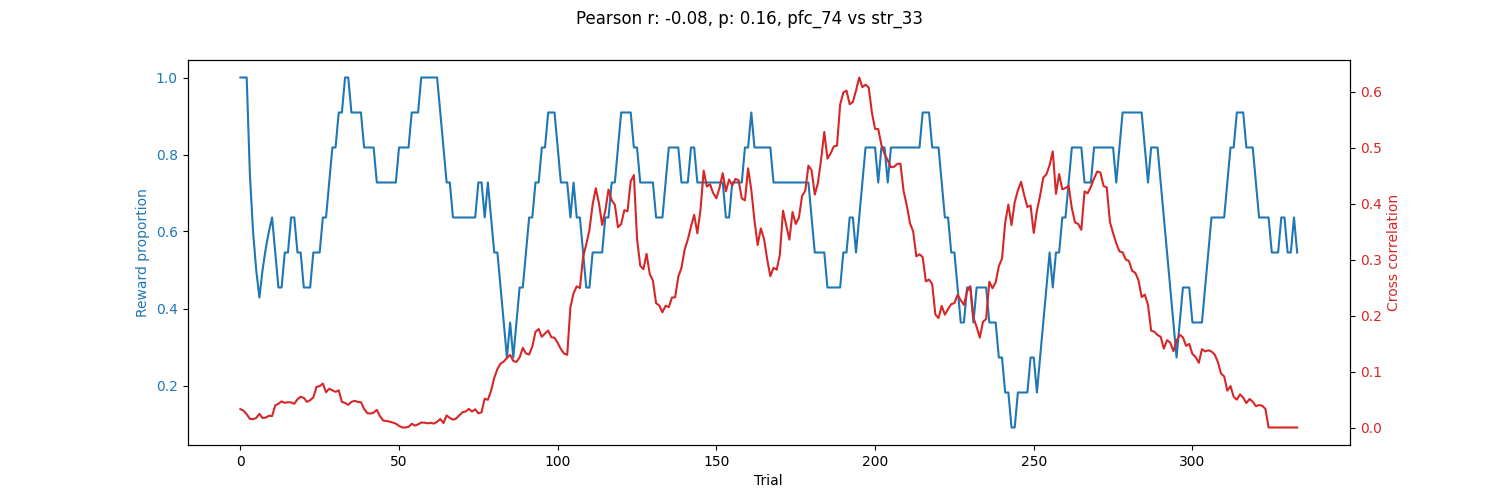 Pearson r: -0.08, p: 0.16, pfc_74 vs str_33
1.0
0.8
0.6
0.4
0.2
Reward proportion
0.6
0.5
0.4
0.3
0.2
0.1
0.0
Cross correlation
0 50 100 150 200 250 300
Trial